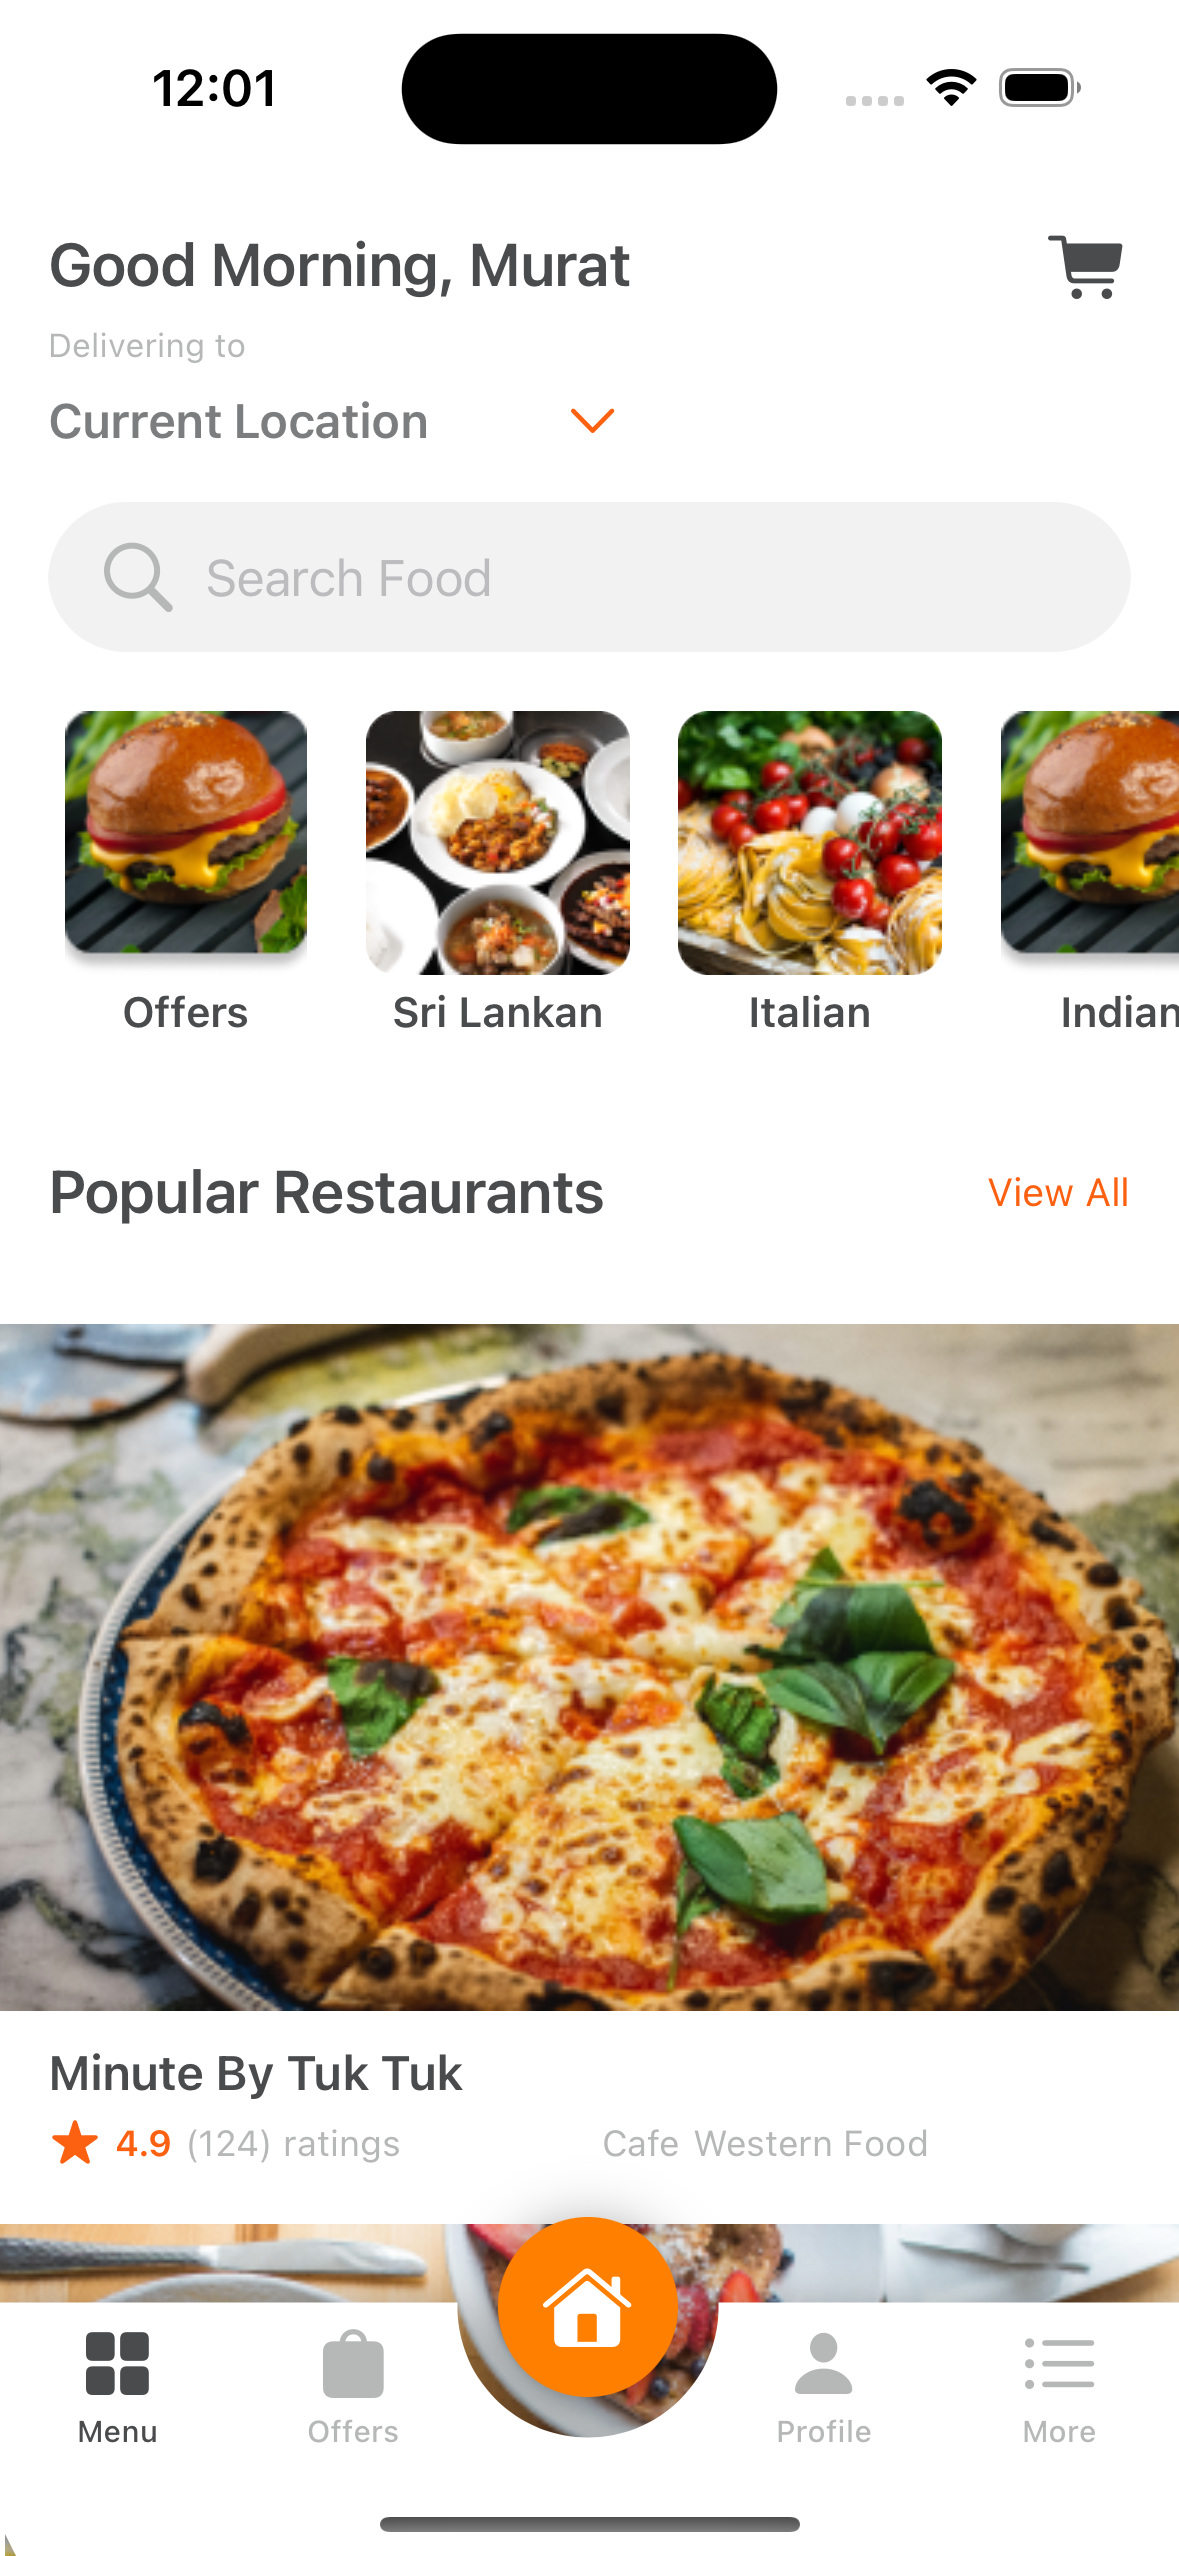 12:01
Good Morning, Murat
Delivering to
Current Location
Search Food
Offers
Sri Lankan
Italian
Indian
Popular Restaurants
View All
Minute By Tuk Tuk
4.9 (124) ratings
Cafe Western Food
Menu
Offers
Profile
More